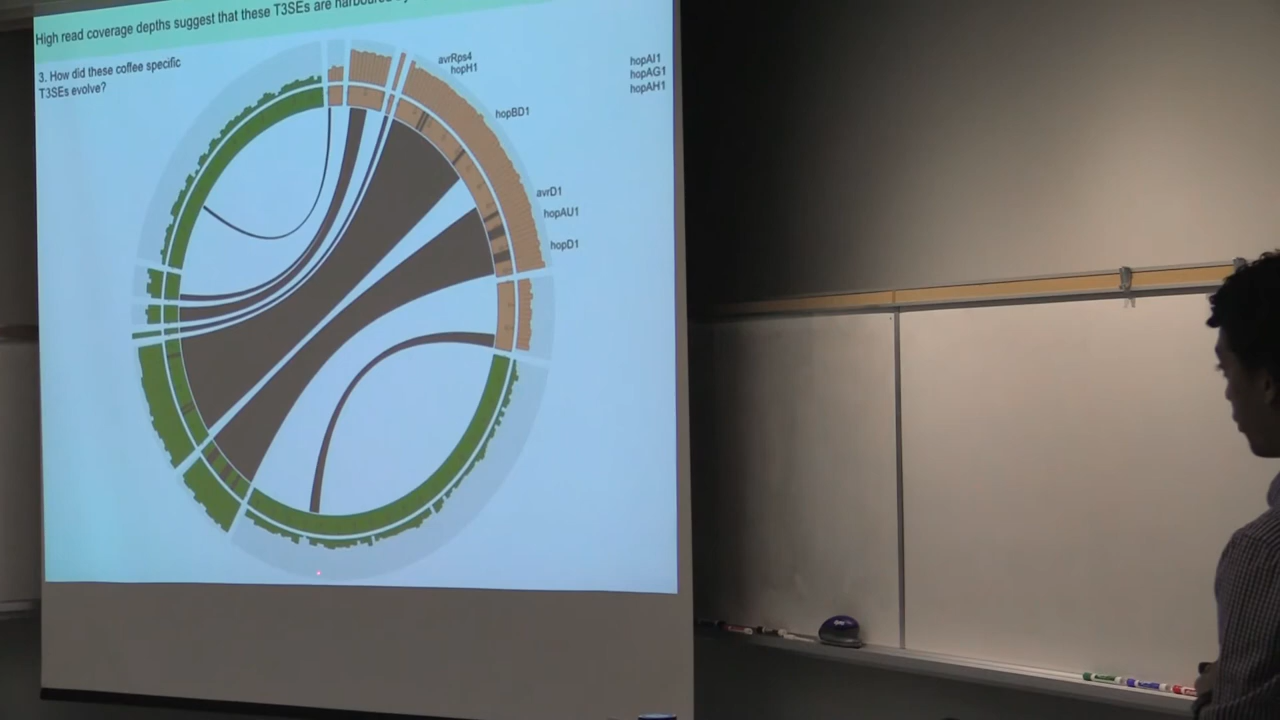 High read coverage depths suggest that these T3SEs are harboured
3. How did these coffee specific
T3SEs evolve?
avrRps4
hopH1
hopBD1
avrD1
hopAU1
hopD1
hopAI1
hopAG1
hopAH1